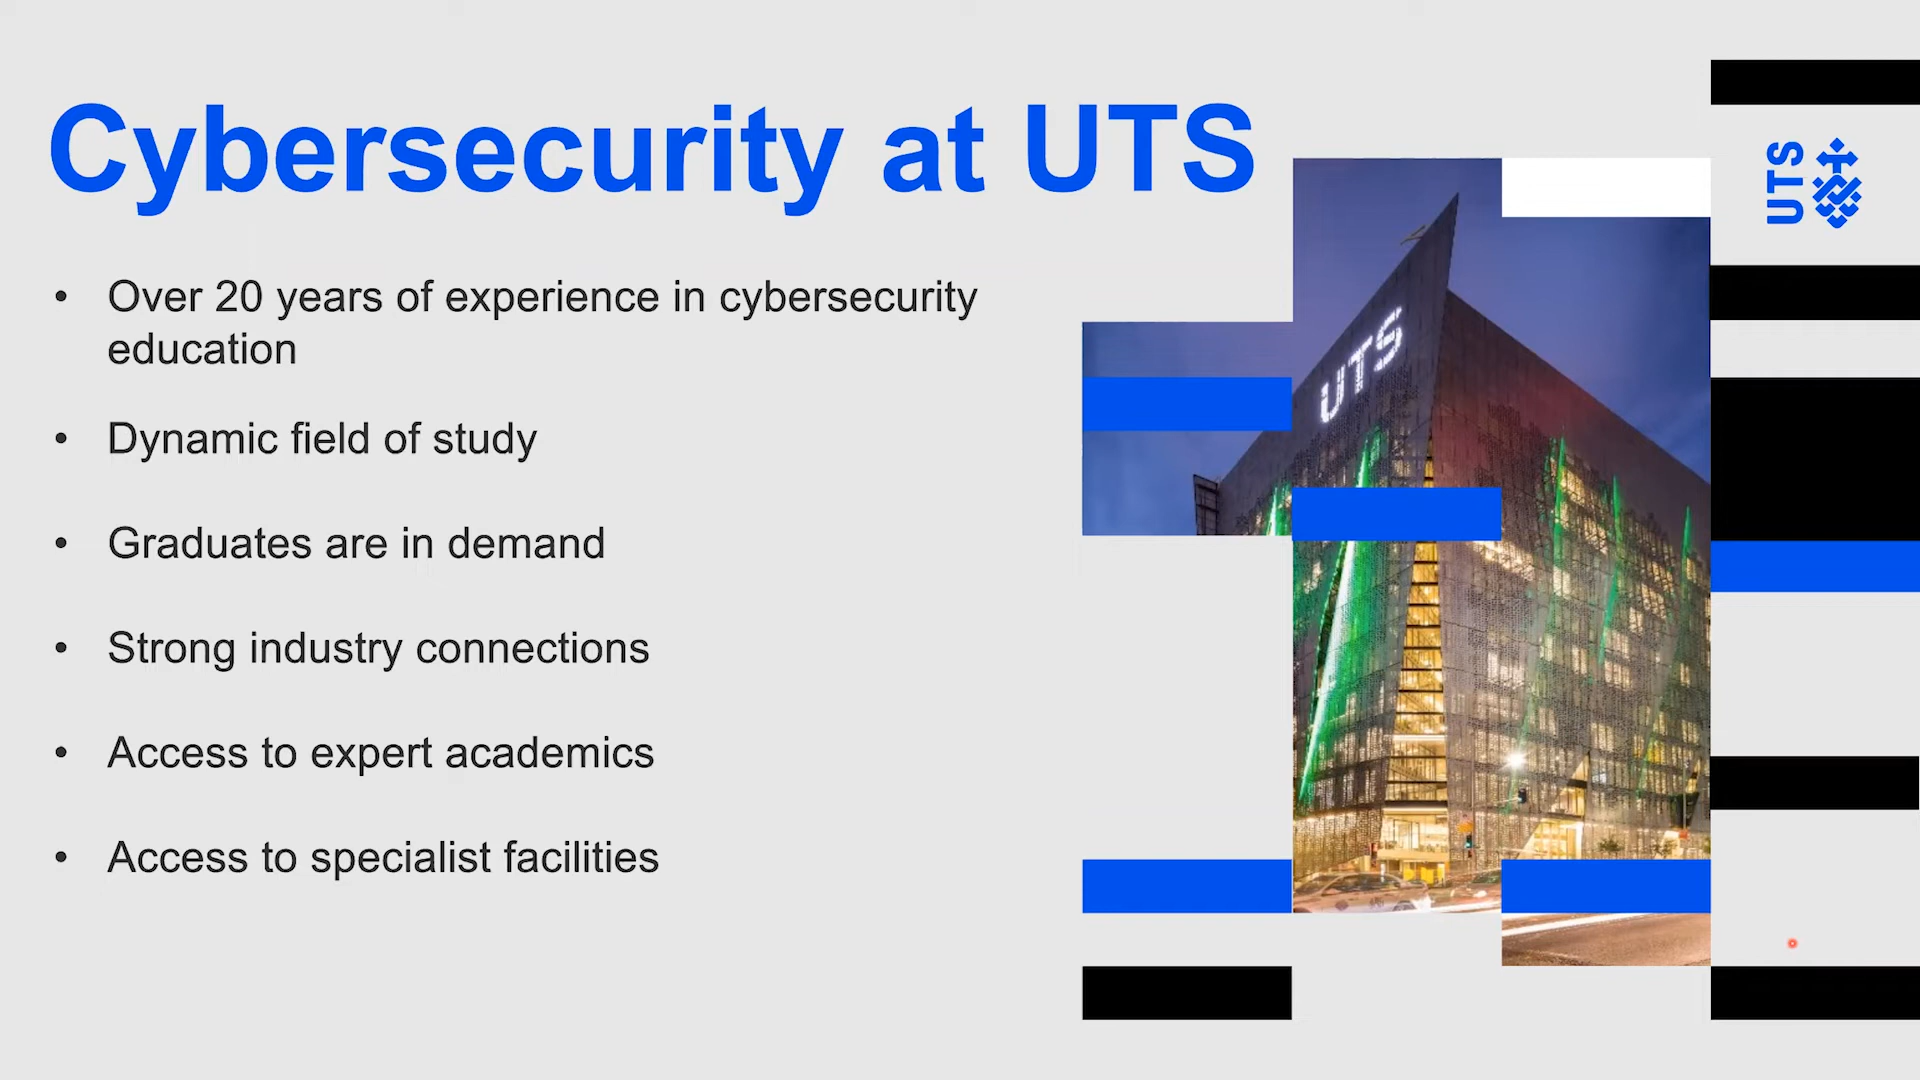 Cybersecurity at UTS
UTS
• Over 20 years of experience in cybersecurity
education
• Dynamic field of study
• Graduates are in demand
• Strong industry connections
• Access to expert academics
• Access to specialist facilities
UTS